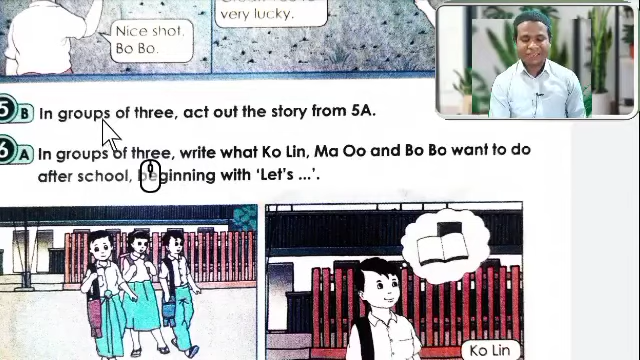 Nice shot,
Bo Bo.
very lucky.
5 B In groups of three, act out the story from 5A.
6 A In groups of three, write what Ko Lin, Ma Oo and Bo Bo want to do
after school, beginning with ‘Let’s ...’.
Ko Lin